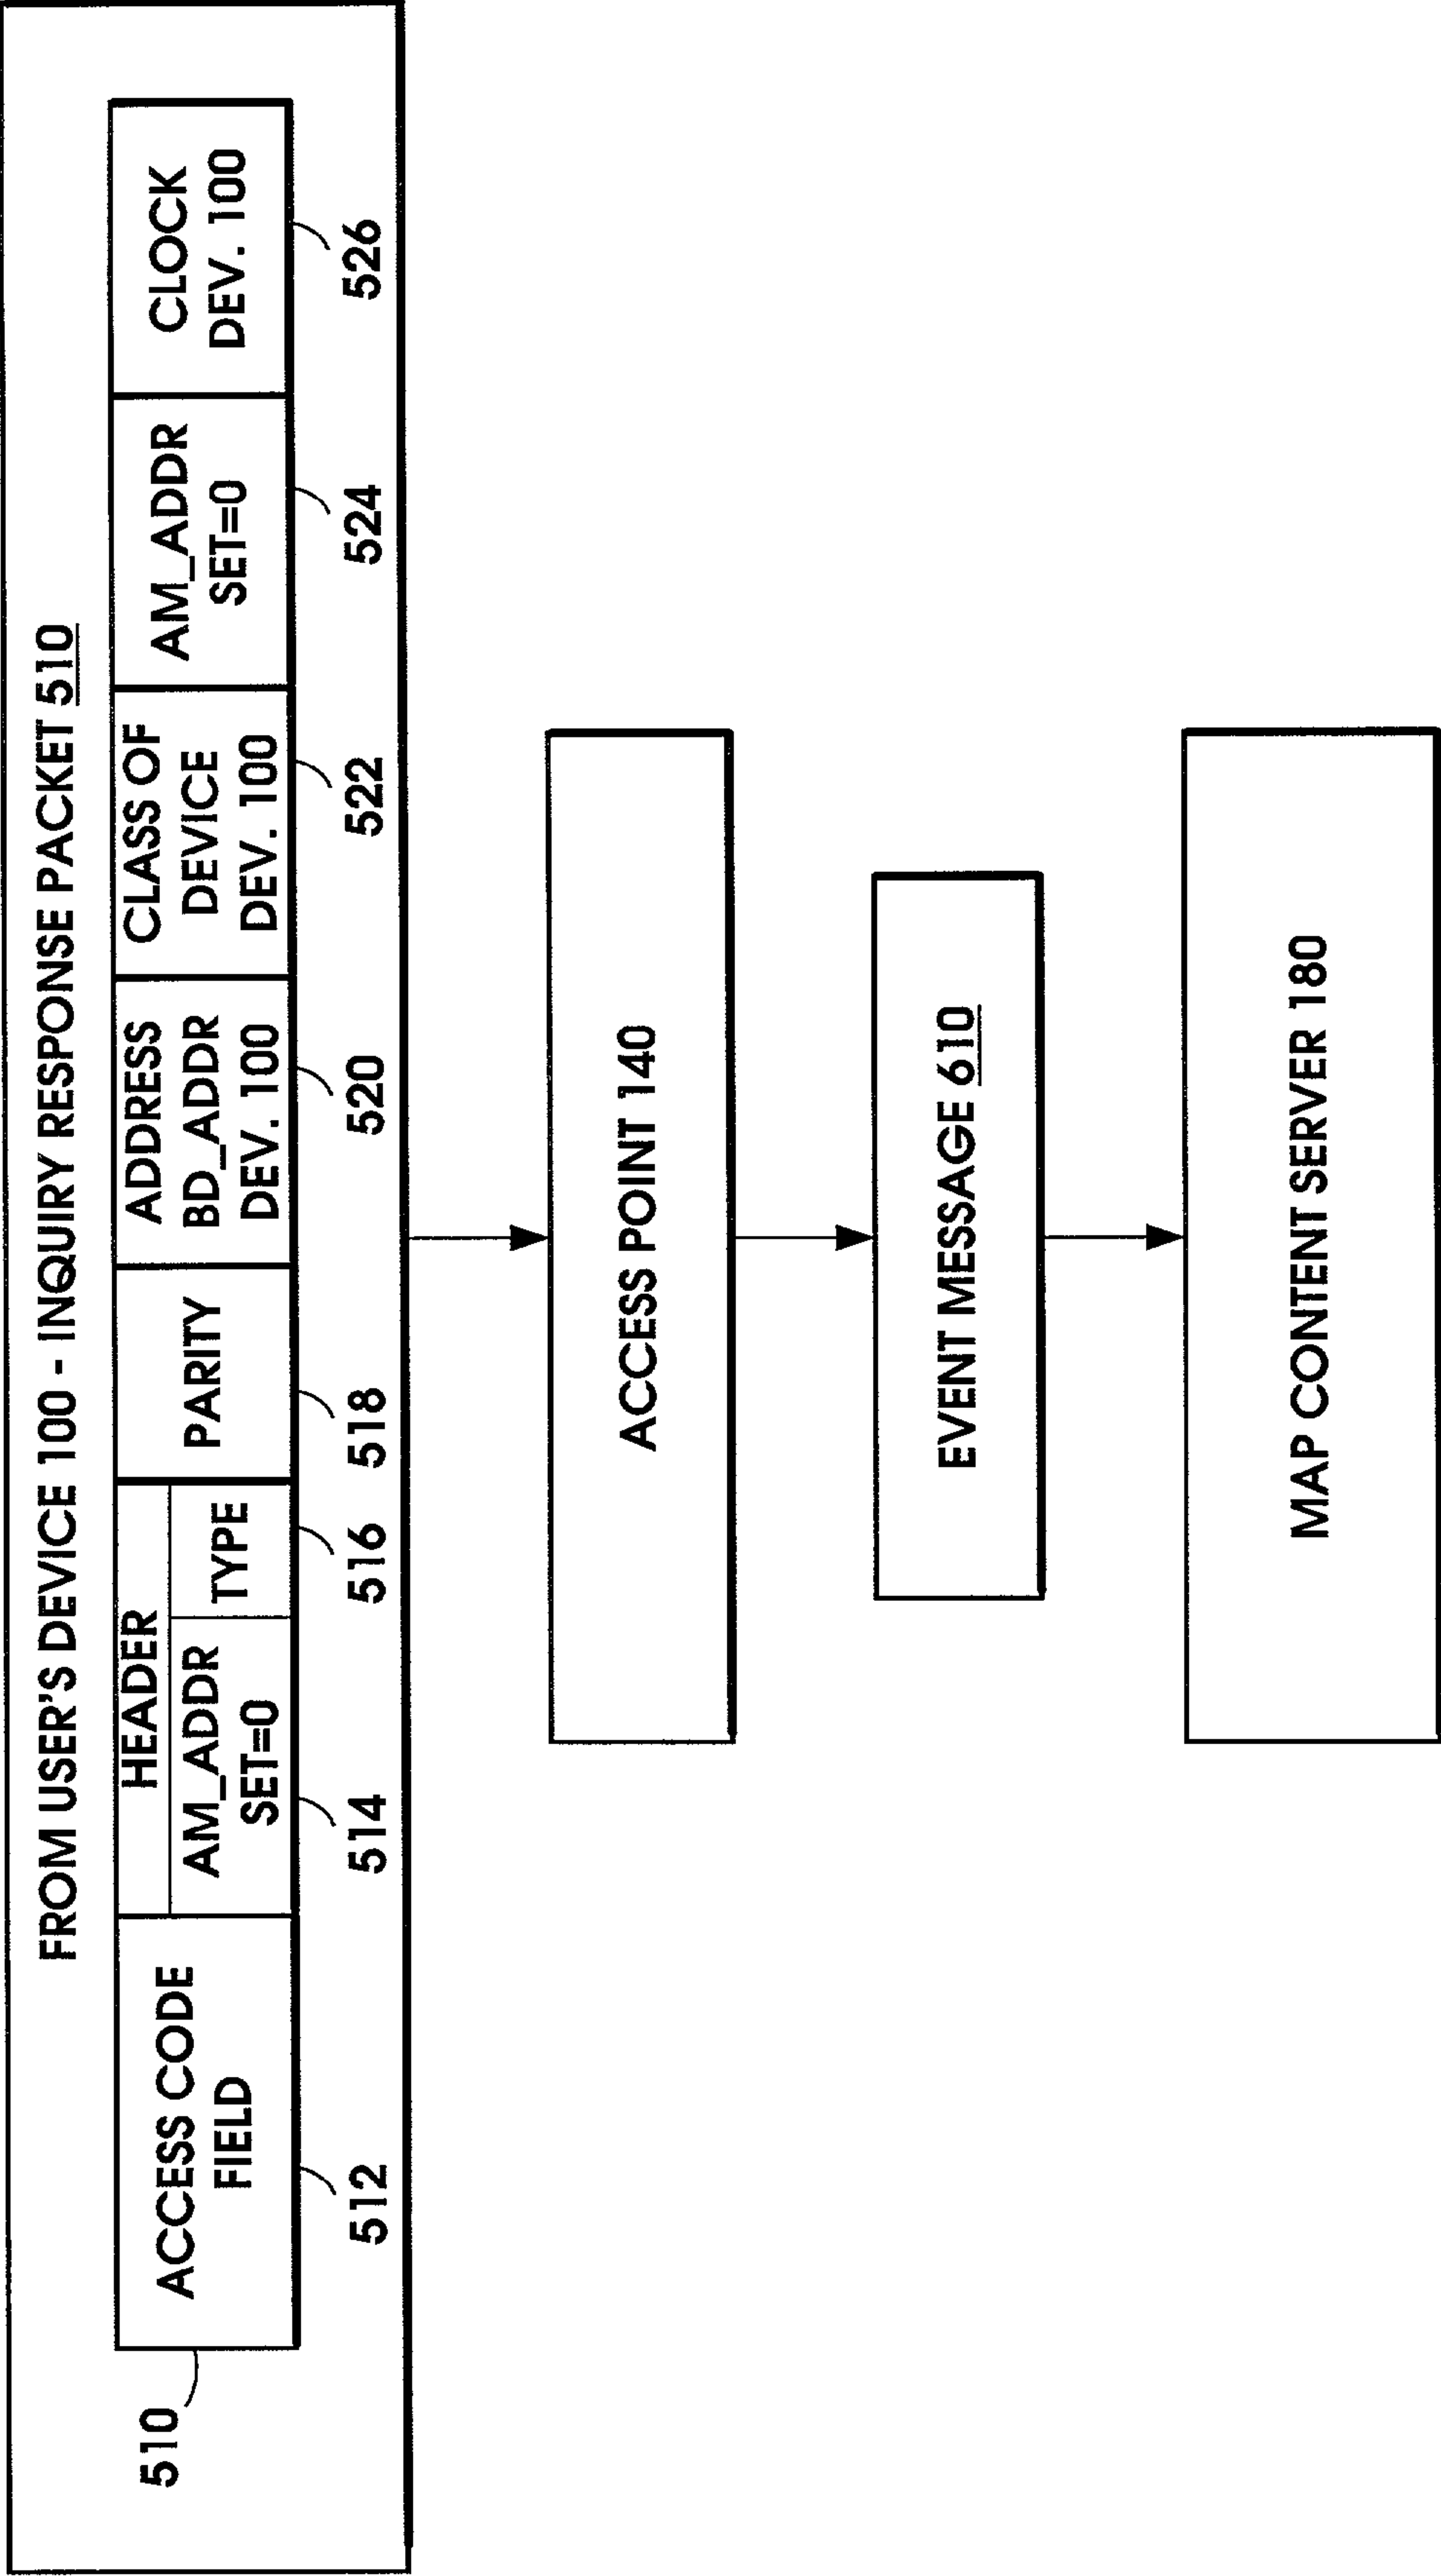 FROM USER'S DEVICE 100 - INQUIRY RESPONSE PACKET 510
510
ACCESS CODE
FIELD
512
HEADER
AM_ADDR
SET=0
514
TYPE
516
PARITY
518
ADDRESS
BD_ADDR
DEV. 100
520
CLASS OF
DEVICE
DEV. 100
522
AM_ADDR
SET=0
524
CLOCK
DEV. 100
526
ACCESS POINT 140
EVENT MESSAGE 610
MAP CONTENT SERVER 180